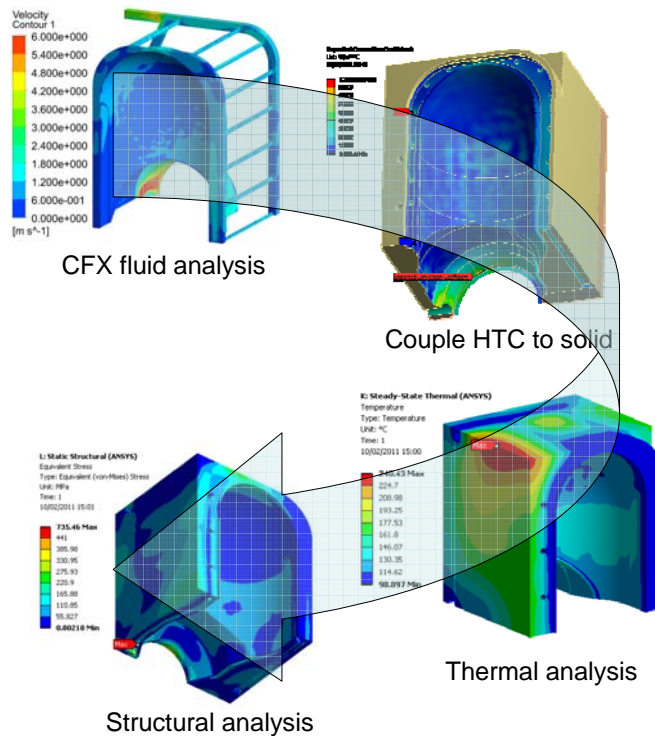 Velocity
Contour 1
6.000e+000
5.400e+000
4.800e+000
4.200e+000
3.600e+000
3.000e+000
2.400e+000
1.800e+000
1.200e+000
6.000e-001
0.000e+000
[m s^-1]
CFX fluid analysis
Couple HTC to solid
K: Steady-State Thermal (ANSYS)
Temperature
Type: Temperature
Unit: °C
Time: 1
10/02/2011 15:00
Max
224.7
208.98
193.25
177.53
161.8
146.07
130.35
114.62
98.897 Min
Max
Thermal analysis
L: Static Structural (ANSYS)
Equivalent Stress
Type: Equivalent (von-Mises) Stress
Unit: MPa
Time: 1
10/02/2011 15:01
735.46 Max
441
385.98
330.95
275.93
220.9
165.88
110.85
55.827
0.80218 Min
Max
Structural analysis